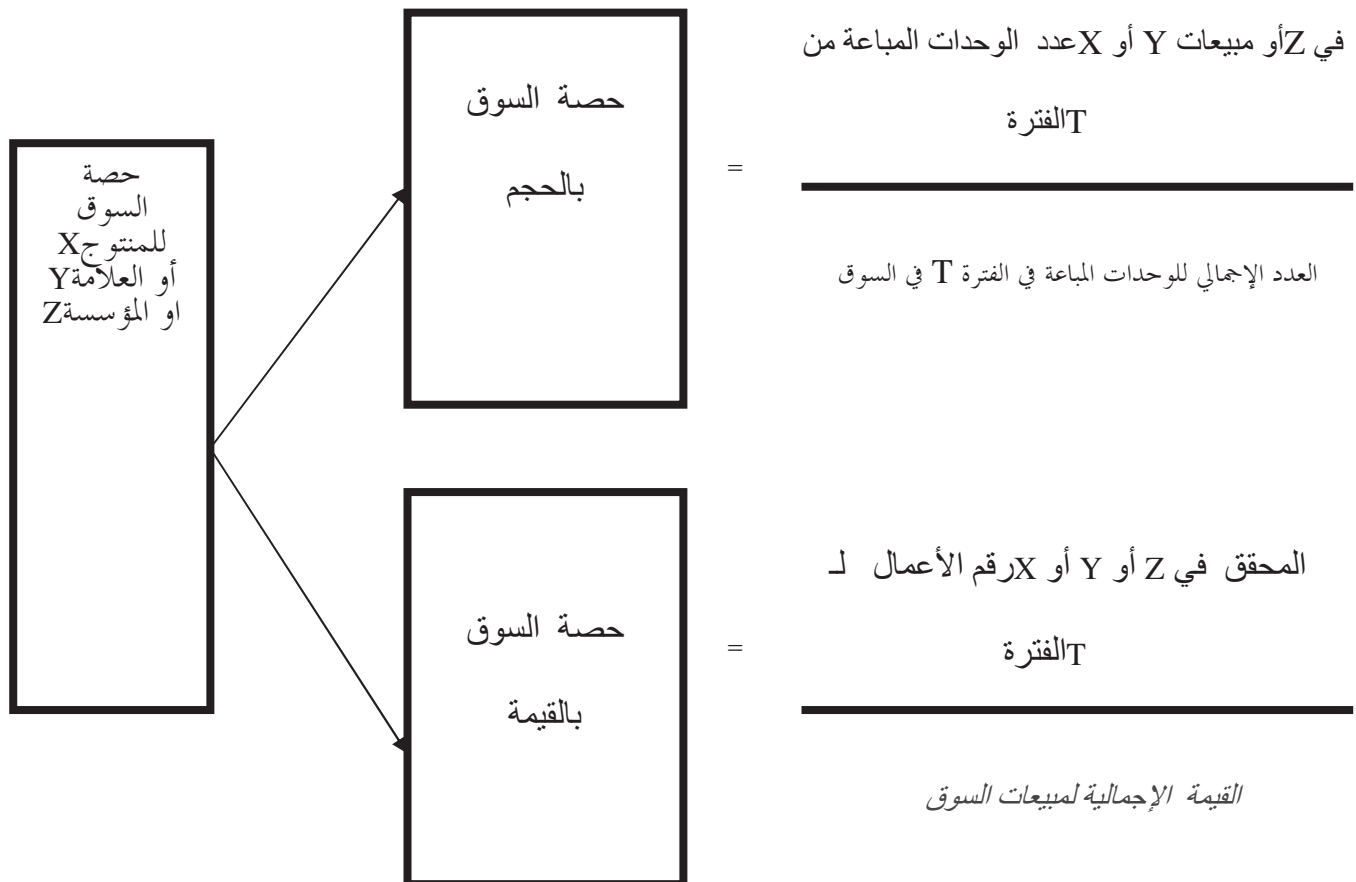 في Zأو مبيعات Y أو Xعدد الوحدات المباعة من
Tالفترة
=
حصة السوق
بالحجم
حصة
السوق
للمنتوجX
أو العلامةY
او المؤسسةZ
العدد الإجمالي للوحدات المباعة في الفترة T في السوق
المحقق في Z أو Y أو Xرقم الأعمال لـ
Tالفترة
=
حصة السوق
بالقيمة
القيمة الإجمالية لمبيعات السوق